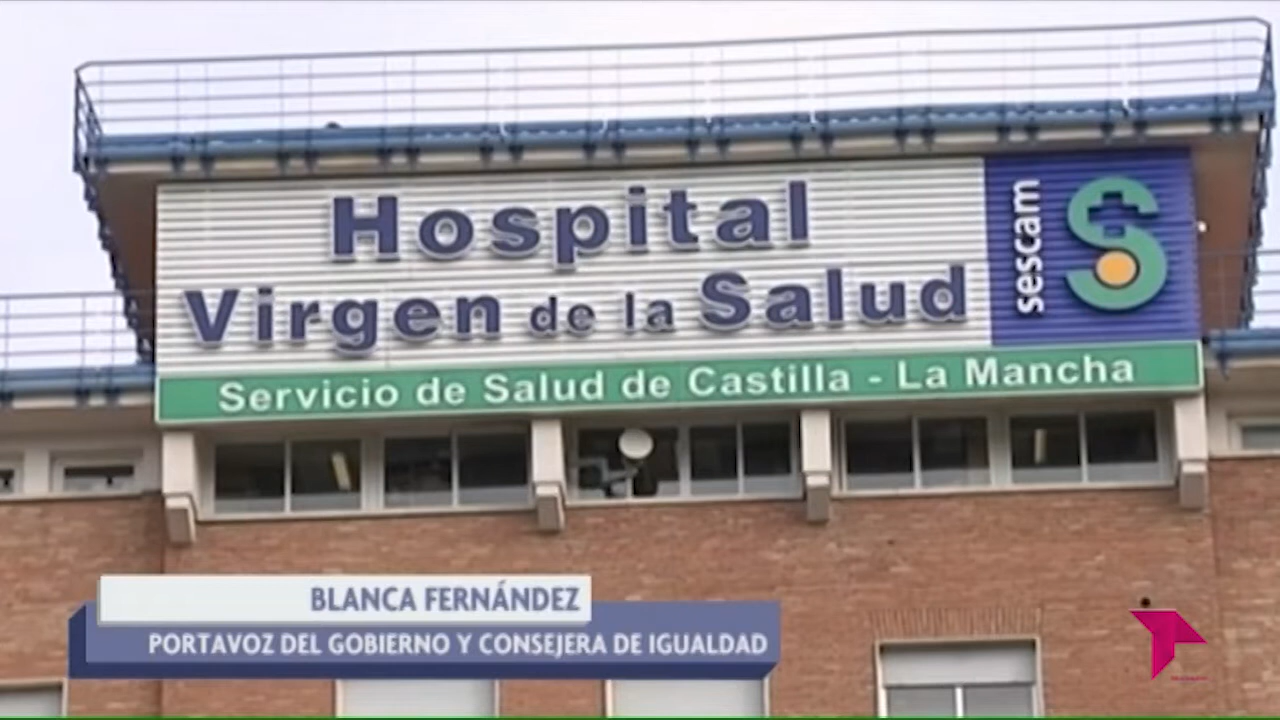 Hospital
Virgen de la Salud
sescam
Servicio de Salud de Castilla - La Mancha
BLANCA FERNÁNDEZ
PORTAVOZ DEL GOBIERNO Y CONSEJERA DE IGUALDAD